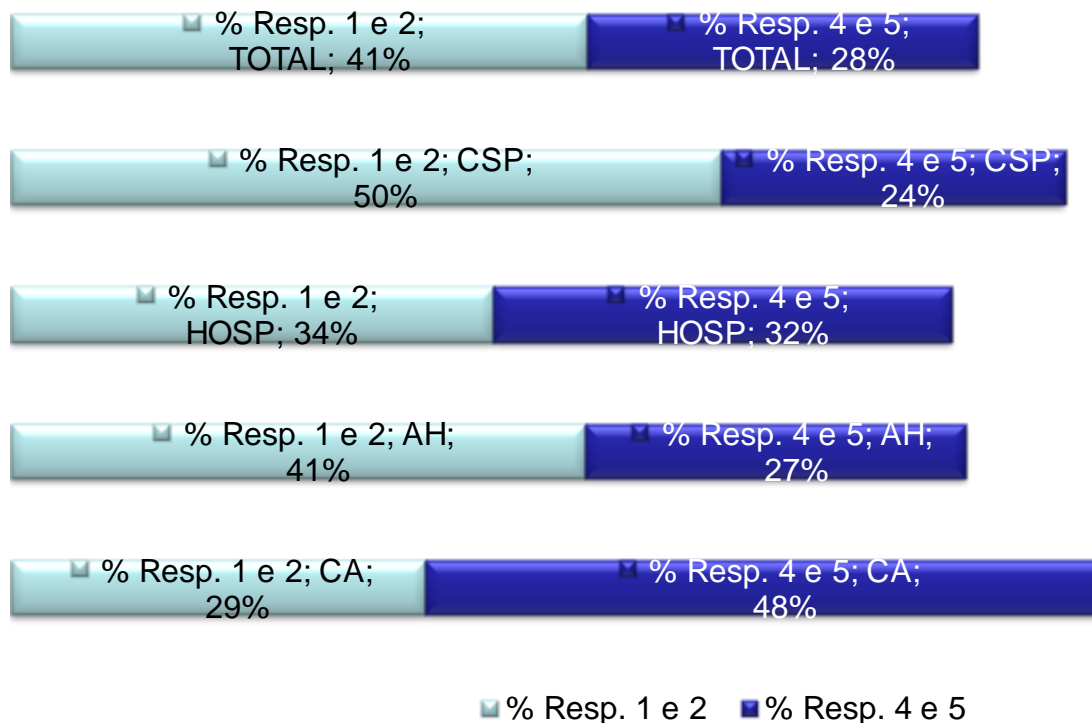 % Resp. 1 e 2;
TOTAL; 41%
% Resp. 4 e 5;
TOTAL; 28%
% Resp. 1 e 2; CSP;
50%
% Resp. 4 e 5; CSP;
24%
% Resp. 1 e 2;
HOSP; 34%
% Resp. 4 e 5;
HOSP; 32%
% Resp. 1 e 2; AH;
41%
% Resp. 4 e 5; AH;
27%
% Resp. 1 e 2; CA;
29%
% Resp. 4 e 5; CA;
48%
% Resp. 1 e 2
% Resp. 4 e 5